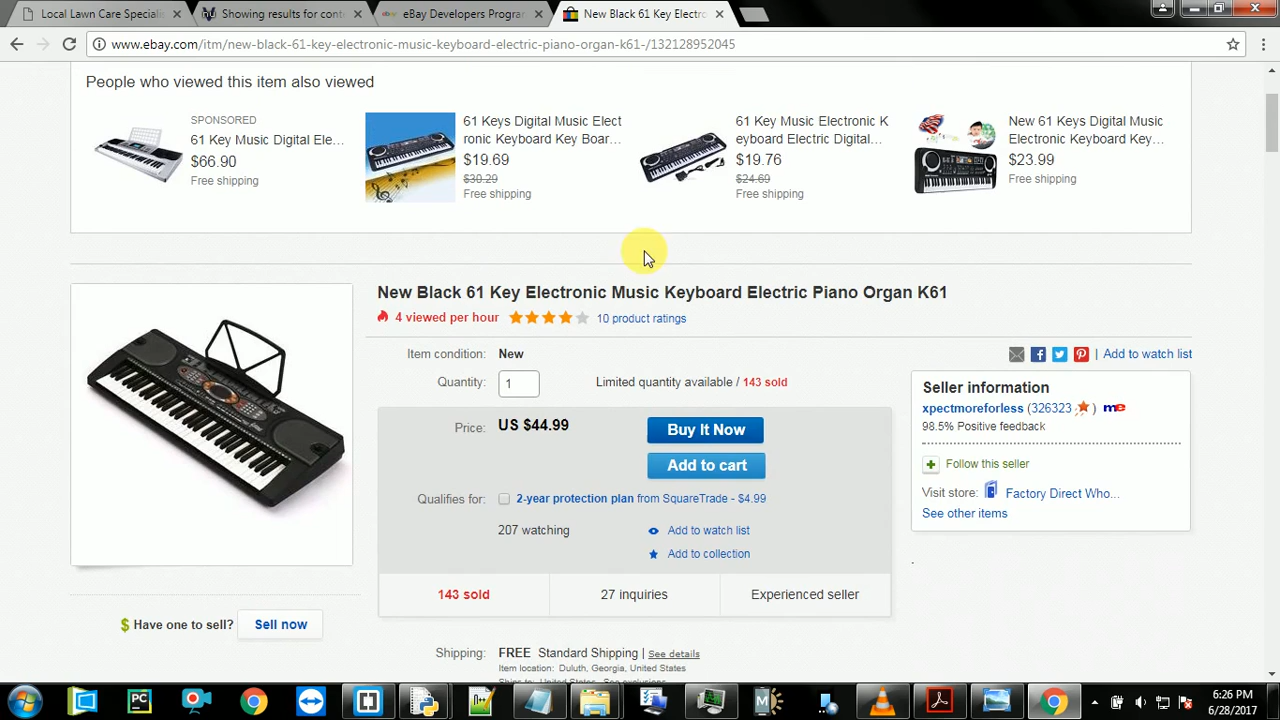 Local Lawn Care Speciali
Showing results for cont
eBay Developers Progra
New Black 61 Key Electro
www.ebay.com/itm/new-black-61-key-electronic-music-keyboard-electric-piano-organ-k61-/132128952045
People who viewed this item also viewed
SPONSORED
61 Key Music Digital Ele...
$66.90
Free shipping
61 Keys Digital Music Elect
ronic Keyboard Key Boar...
$19.69
$30.29
Free shipping
61 Key Music Electronic K
eyboard Electric Digital...
$19.76
$24.69
Free shipping
New 61 Keys Digital Music
Electronic Keyboard Key...
$23.99
Free shipping
New Black 61 Key Electronic Music Keyboard Electric Piano Organ K61
4 viewed per hour 10 product ratings
Item condition: New
| Add to watch list
Quantity: 1 Limited quantity available / 143 sold
Price: US $44.99
Buy It Now
Add to cart
Qualifies for: 2-year protection plan from SquareTrade - $4.99
207 watching
Add to watch list
Add to collection
143 sold
27 inquiries
Experienced seller
Seller information
xpectmoreforless (326323 ) me
98.5% Positive feedback
Follow this seller
Visit store: Factory Direct Who...
See other items
$ Have one to sell? Sell now
Shipping: FREE Standard Shipping | See details
Item location: Duluth, Georgia, United States
Ships to: United States See exclusions
PC
6:26 PM
6/28/2017